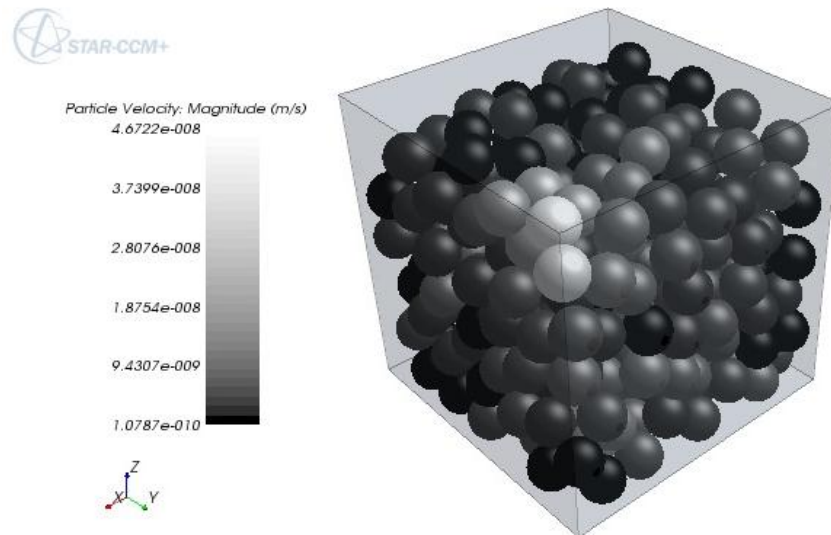 STAR-CCM+
Particle Velocity: Magnitude (m/s)
4.6722e-008
3.7399e-008
2.8076e-008
1.8754e-008
9.4307e-009
1.0787e-010
Z
X Y